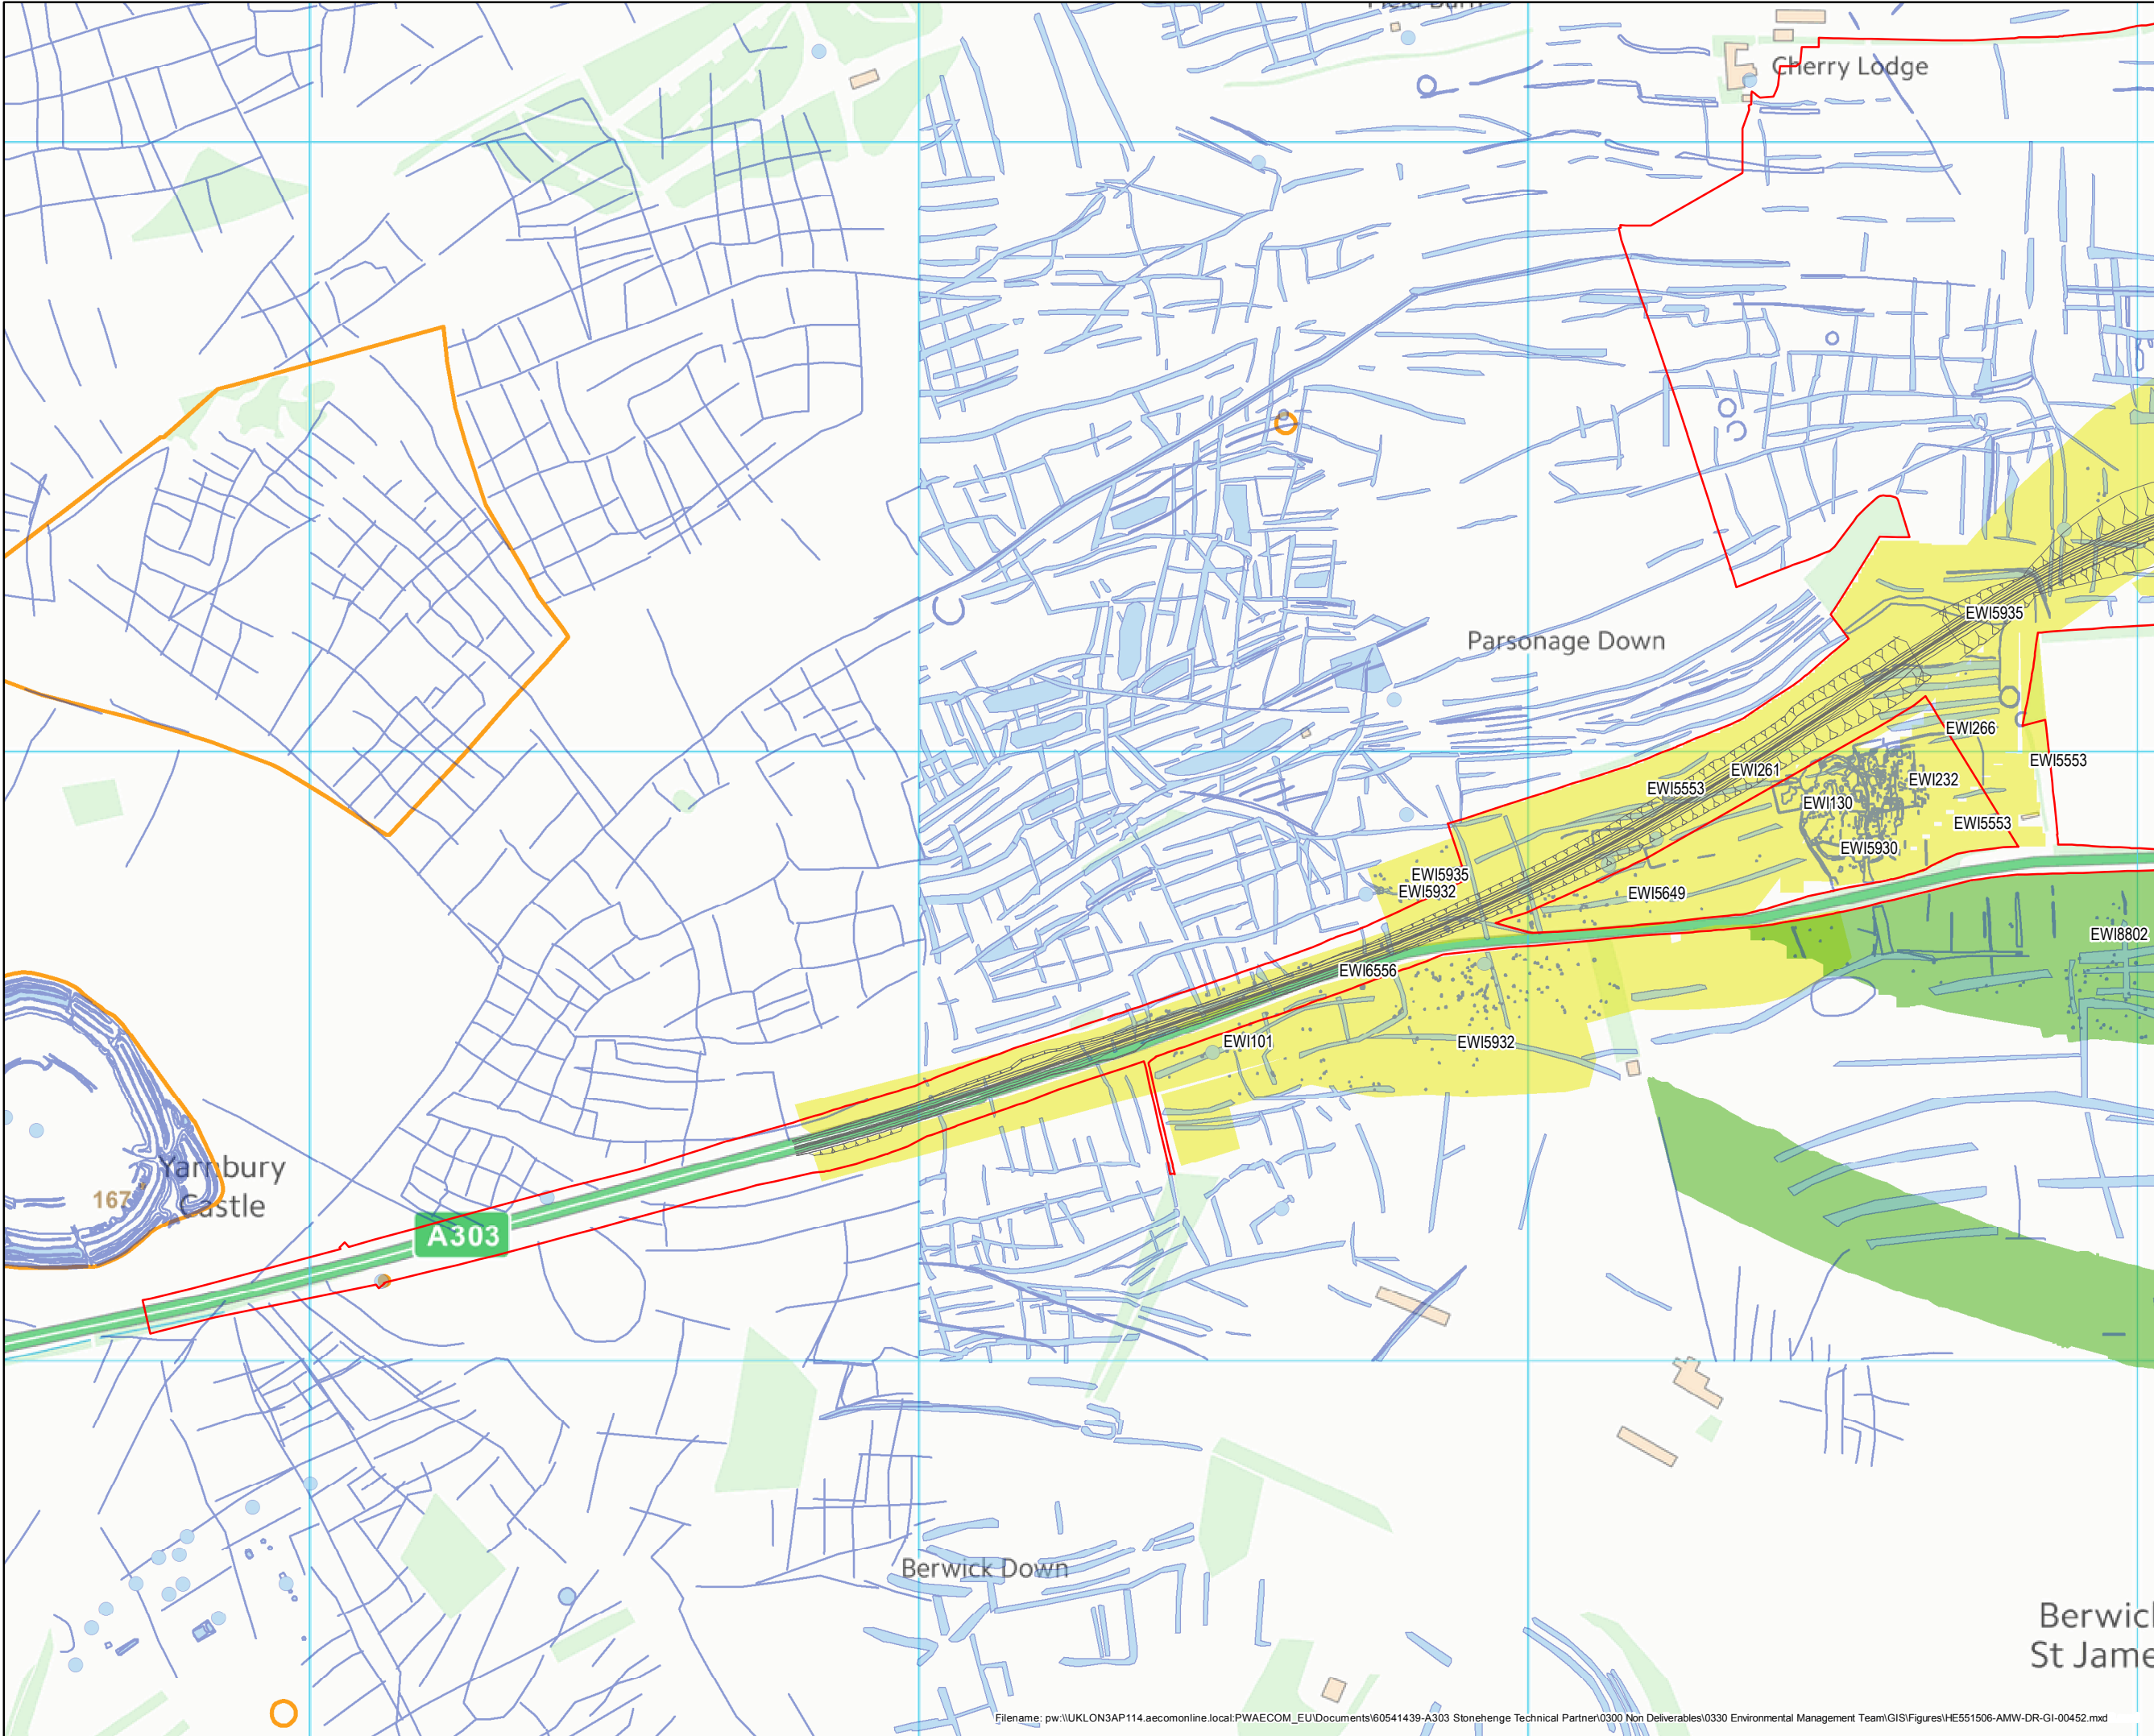 Cherry Lodge
EWI5935
Parsonage Down
EWI266
EWI5553
EWI261
EWI232
EWI5553
EWI130
EWI5553
EWI5930
EWI5935
EWI5932
EWI5649
EWI8802
EWI6556
EWI101
EWI5932
Yarnbury
Castle
167
A303
Berwick Down
Berwick
St Jame
Filename: pw:\\UKLON3AP114.aecomonline.local:PWAECOM_EU\Documents\60541439-A303 Stonehenge Technical Partner\0300 Non Deliverables\0330 Environmental Management Team\GIS\Figures\HE551506-AMW-DR-GI-00452.mxd